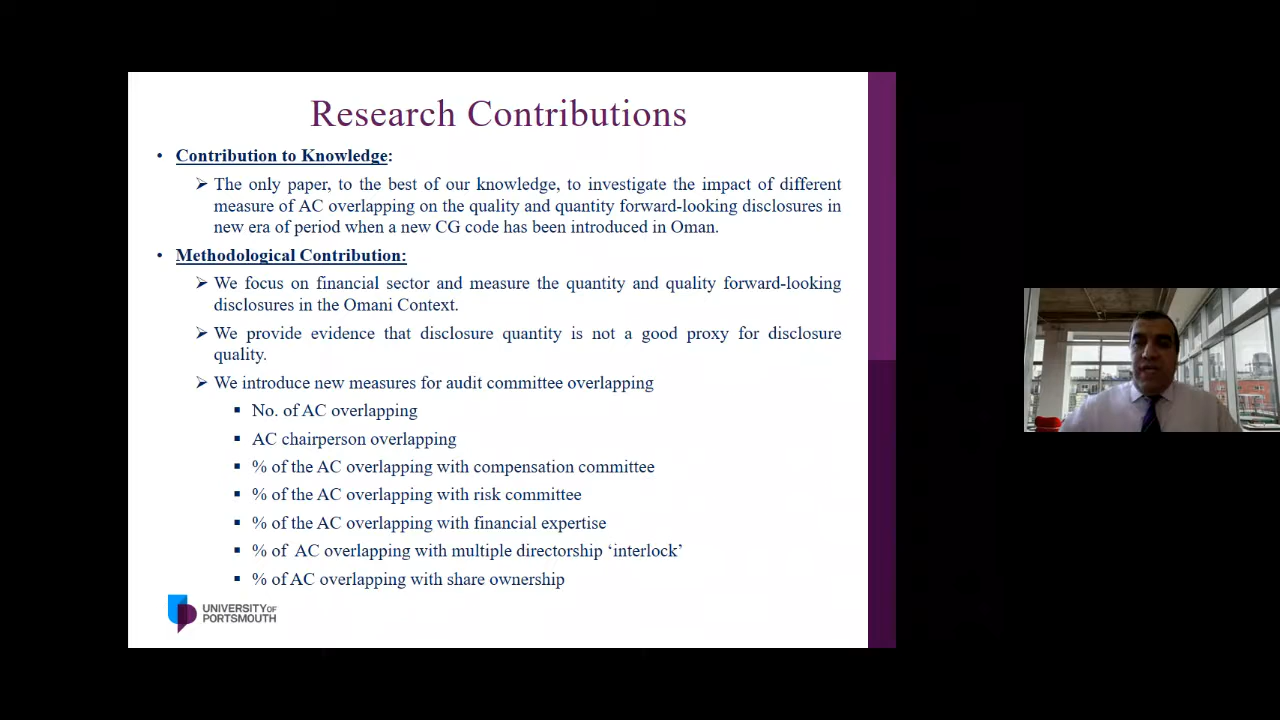 Research Contributions
• Contribution to Knowledge:
➢ The only paper, to the best of our knowledge, to investigate the impact of different
measure of AC overlapping on the quality and quantity forward-looking disclosures in
new era of period when a new CG code has been introduced in Oman.
• Methodological Contribution:
➢ We focus on financial sector and measure the quantity and quality forward-looking
disclosures in the Omani Context.
➢ We provide evidence that disclosure quantity is not a good proxy for disclosure
quality.
➢ We introduce new measures for audit committee overlapping
▪ No. of AC overlapping
▪ AC chairperson overlapping
▪ % of the AC overlapping with compensation committee
▪ % of the AC overlapping with risk committee
▪ % of the AC overlapping with financial expertise
▪ % of AC overlapping with multiple directorship ‘interlock’
▪ % of AC overlapping with share ownership
UNIVERSITY OF
PORTSMOUTH